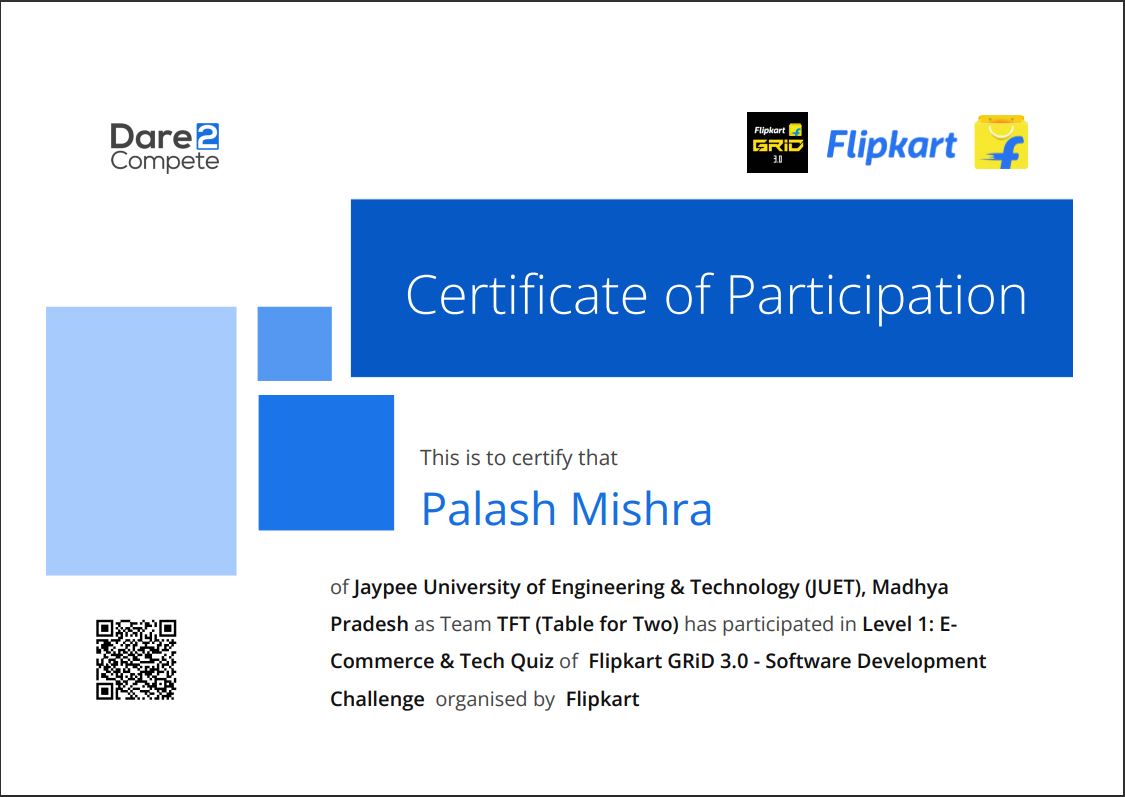 Dare2
Compete
Flipkart
GRiD
3.0
Flipkart
f
Certificate of Participation
This is to certify that
Palash Mishra
of Jaypee University of Engineering & Technology (JUET), Madhya
Pradesh as Team TFT (Table for Two) has participated in Level 1: E-
Commerce & Tech Quiz of Flipkart GRiD 3.0 - Software Development
Challenge organised by Flipkart